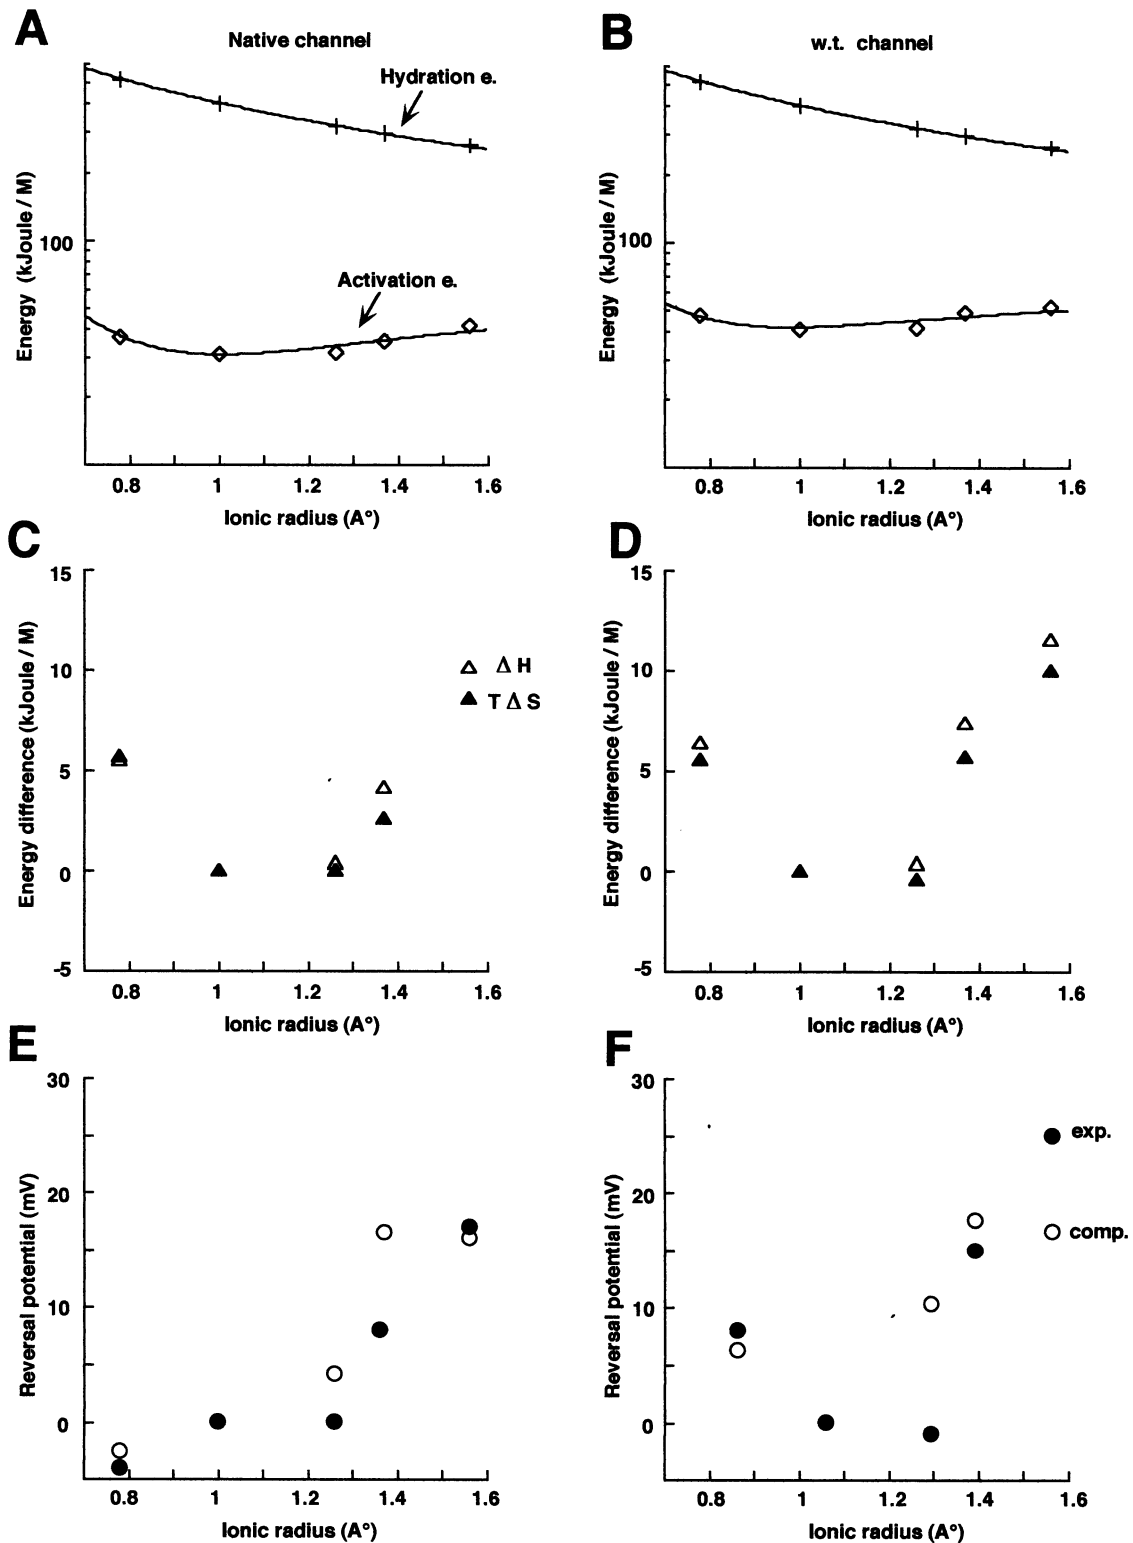 A
Native channel
Hydration e.
Activation e.
Energy (kJoule / M)
100
0.8 1 1.2 1.4 1.6
Ionic radius (A°)
B
w.t. channel
Energy (kJoule / M)
100
0.8 1 1.2 1.4 1.6
Ionic radius (A°)
C
Energy difference (kJoule / M)
15
10
5
0
-5
Δ H
T Δ S
0.8 1 1.2 1.4 1.6
Ionic radius (A°)
D
Energy difference (kJoule / M)
15
10
5
0
-5
0.8 1 1.2 1.4 1.6
Ionic radius (A°)
E
Reversal potential (mV)
30
20
10
0
0.8 1 1.2 1.4 1.6
Ionic radius (A°)
F
Reversal potential (mV)
30
20
10
0
exp.
comp.
0.8 1 1.2 1.4 1.6
Ionic radius (A°)